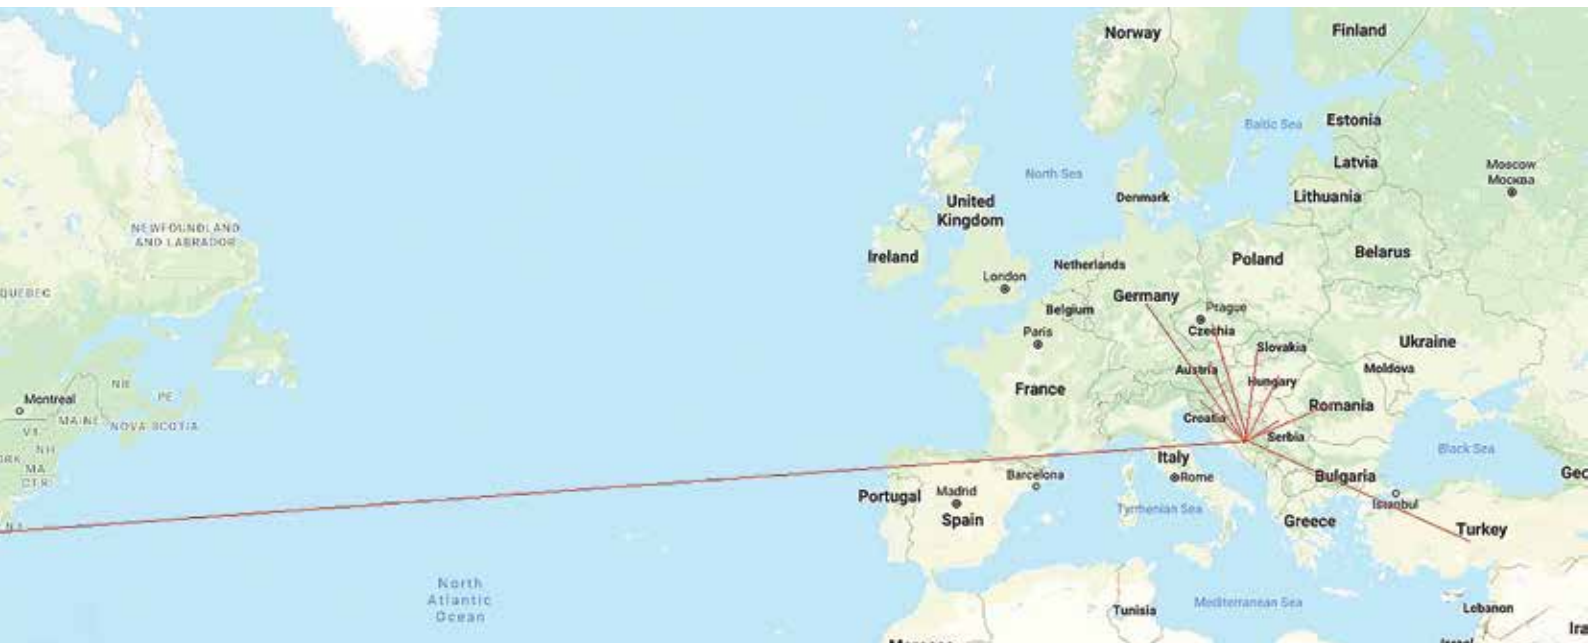 Norway
Finland
Estonia
Baltic Sea
Latvia
Moscow
Москва
North Sea
Denmark
Lithuania
United
Kingdom
NEWFOUNDLAND
AND LABRADOR
Ireland
Netherlands
Poland
Belarus
London
QUEBEC
Germany
Belgium
Prague
Paris
Czechia
Slovakia
Ukraine
Austria
Moldova
NB
Hungary
France
Montreal
PE
Romania
MAINE
NOVA SCOTIA
Croatia
VT
Serbia
NH
Black Sea
Italy
MA
Barcelona
Rome
Bulgaria
CT RI
Portugal
Madrid
Istanbul
Tyrrhenian Sea
Spain
Greece
NJ
Turkey
North
Atlantic
Ocean
Tunisia
Mediterranean Sea
Lebanon